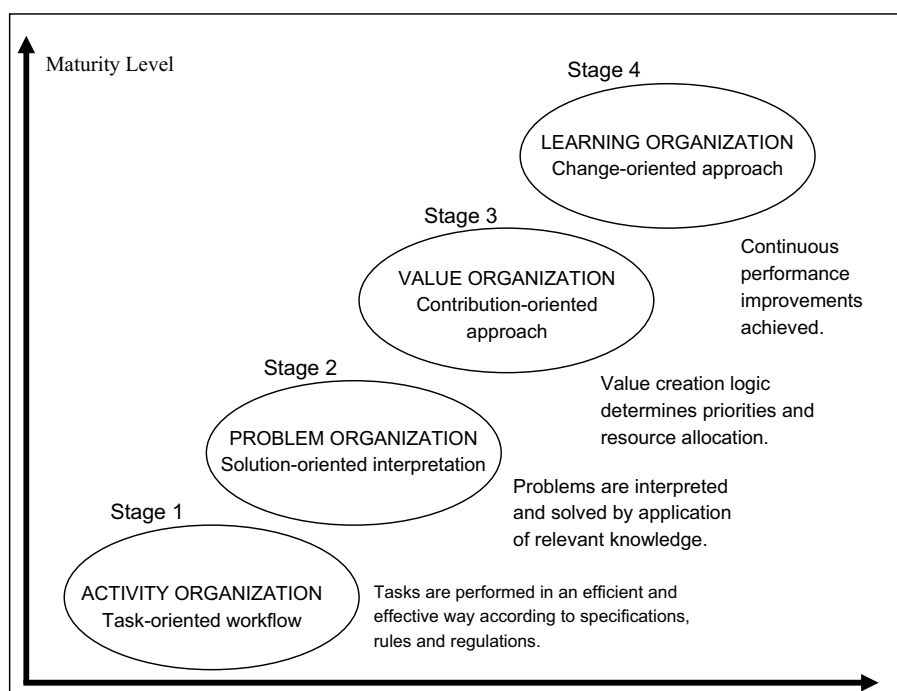 Maturity Level
Stage 4
LEARNING ORGANIZATION
Change-oriented approach
Continuous
performance
improvements
achieved.
Stage 3
VALUE ORGANIZATION
Contribution-oriented
approach
Value creation logic
determines priorities and
resource allocation.
Stage 2
PROBLEM ORGANIZATION
Solution-oriented interpretation
Problems are interpreted
and solved by application
of relevant knowledge.
Stage 1
ACTIVITY ORGANIZATION
Task-oriented workflow
Tasks are performed in an efficient and
effective way according to specifications,
rules and regulations.